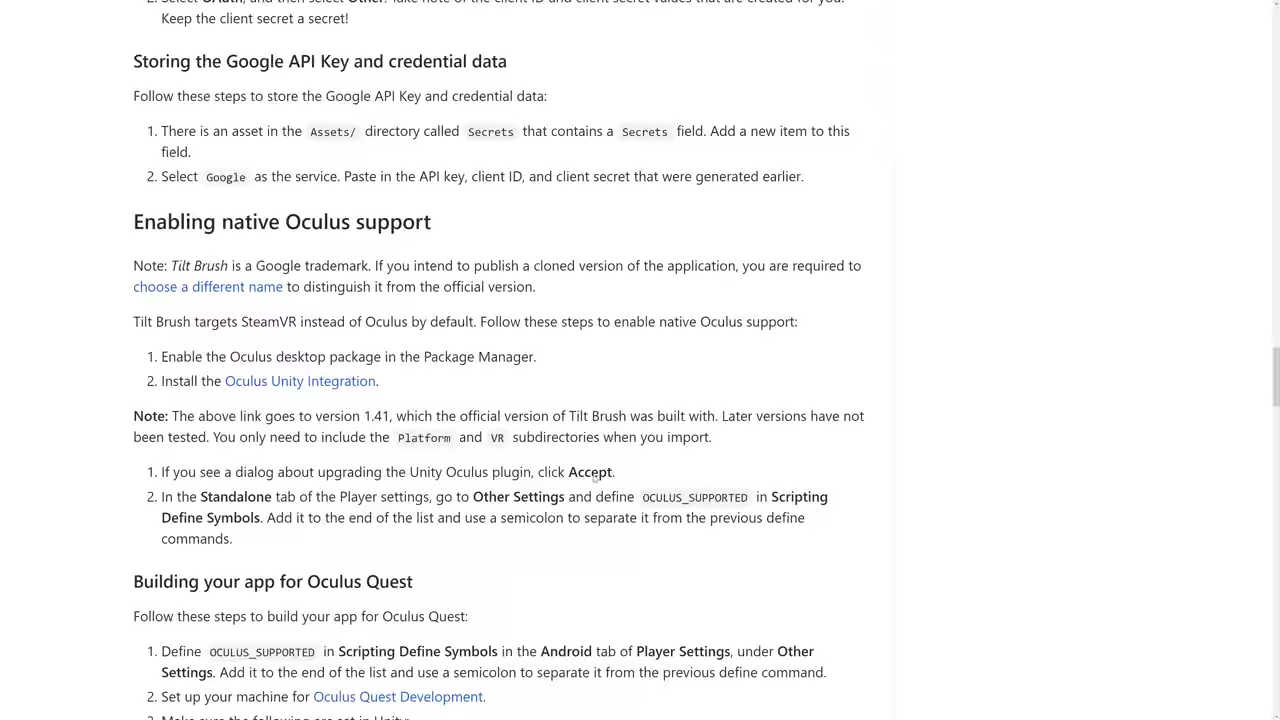 Keep the client secret a secret!
Storing the Google API Key and credential data
Follow these steps to store the Google API Key and credential data:
1. There is an asset in the Assets/ directory called Secrets that contains a Secrets field. Add a new item to this
field.
2. Select Google as the service. Paste in the API key, client ID, and client secret that were generated earlier.
Enabling native Oculus support
Note: Tilt Brush is a Google trademark. If you intend to publish a cloned version of the application, you are required to
choose a different name to distinguish it from the official version.
Tilt Brush targets SteamVR instead of Oculus by default. Follow these steps to enable native Oculus support:
1. Enable the Oculus desktop package in the Package Manager.
2. Install the Oculus Unity Integration.
Note: The above link goes to version 1.41, which the official version of Tilt Brush was built with. Later versions have not
been tested. You only need to include the Platform and VR subdirectories when you import.
1. If you see a dialog about upgrading the Unity Oculus plugin, click Accept.
2. In the Standalone tab of the Player settings, go to Other Settings and define OCULUS_SUPPORTED in Scripting
Define Symbols. Add it to the end of the list and use a semicolon to separate it from the previous define
commands.
Building your app for Oculus Quest
Follow these steps to build your app for Oculus Quest:
1. Define OCULUS_SUPPORTED in Scripting Define Symbols in the Android tab of Player Settings, under Other
Settings. Add it to the end of the list and use a semicolon to separate it from the previous define command.
2. Set up your machine for Oculus Quest Development.